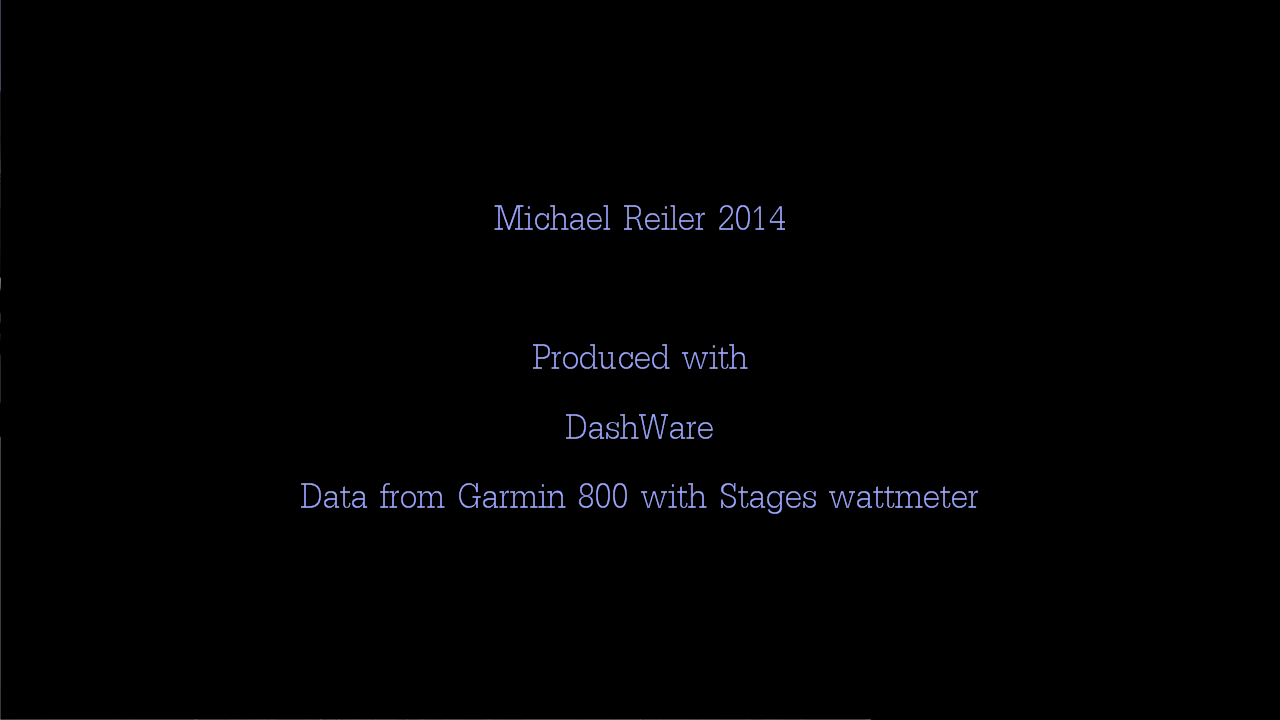 Michael Reiler 2014
Produced with
DashWare
Data from Garmin 800 with Stages wattmeter